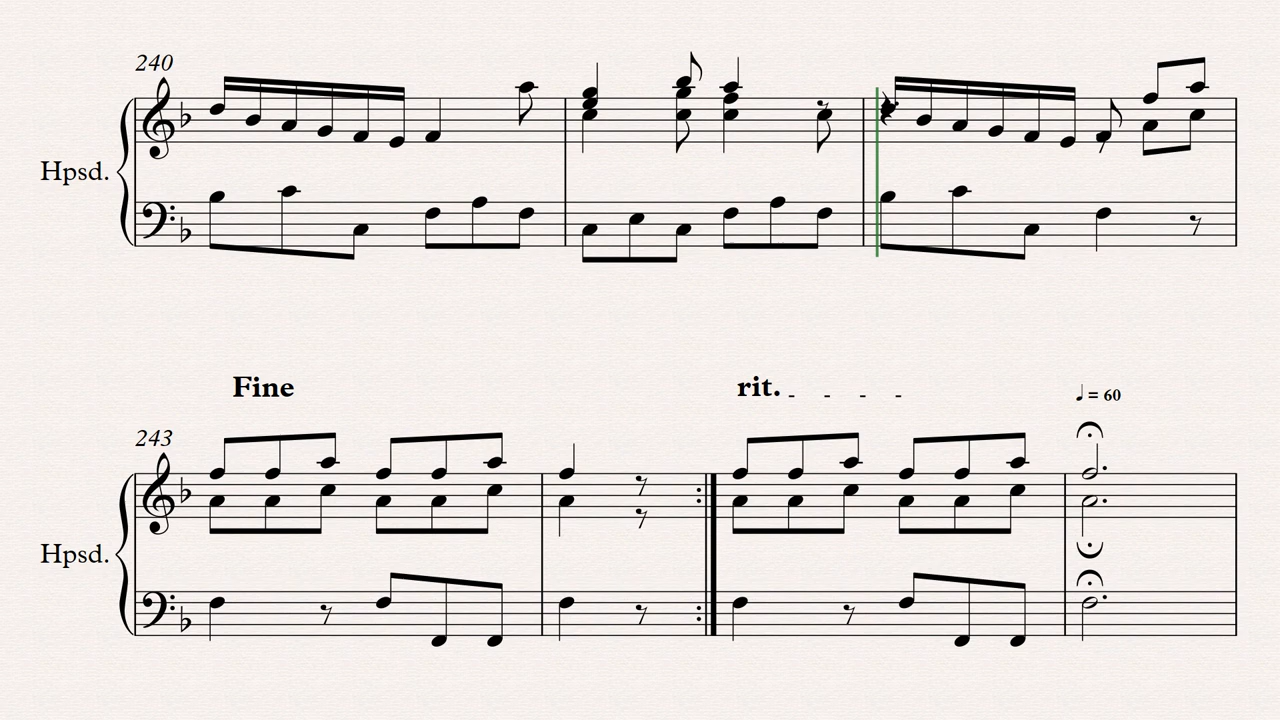 240
Hpsd.
Fine
rit. - - - -
♩ = 60
243
Hpsd.